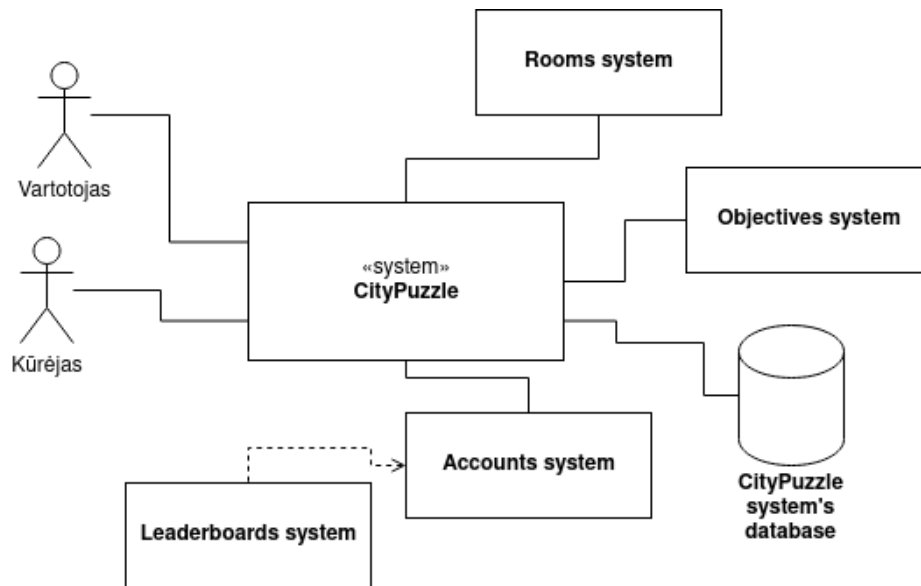 Rooms system
Vartotojas
Objectives system
«system»
CityPuzzle
Kūrėjas
Accounts system
CityPuzzle
system's
database
Leaderboards system